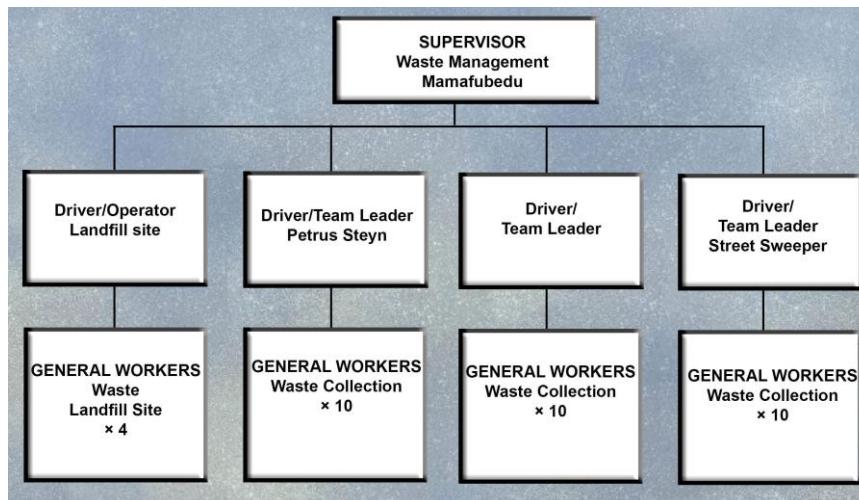 SUPERVISOR
Waste Management
Mamafubedu
Driver/Operator
Landfill site
Driver/Team Leader
Petrus Steyn
Driver/
Team Leader
Driver/
Team Leader
Street Sweeper
GENERAL WORKERS
Waste
Landfill Site
× 4
GENERAL WORKERS
Waste Collection
× 10
GENERAL WORKERS
Waste Collection
× 10
GENERAL WORKERS
Waste Collection
× 10